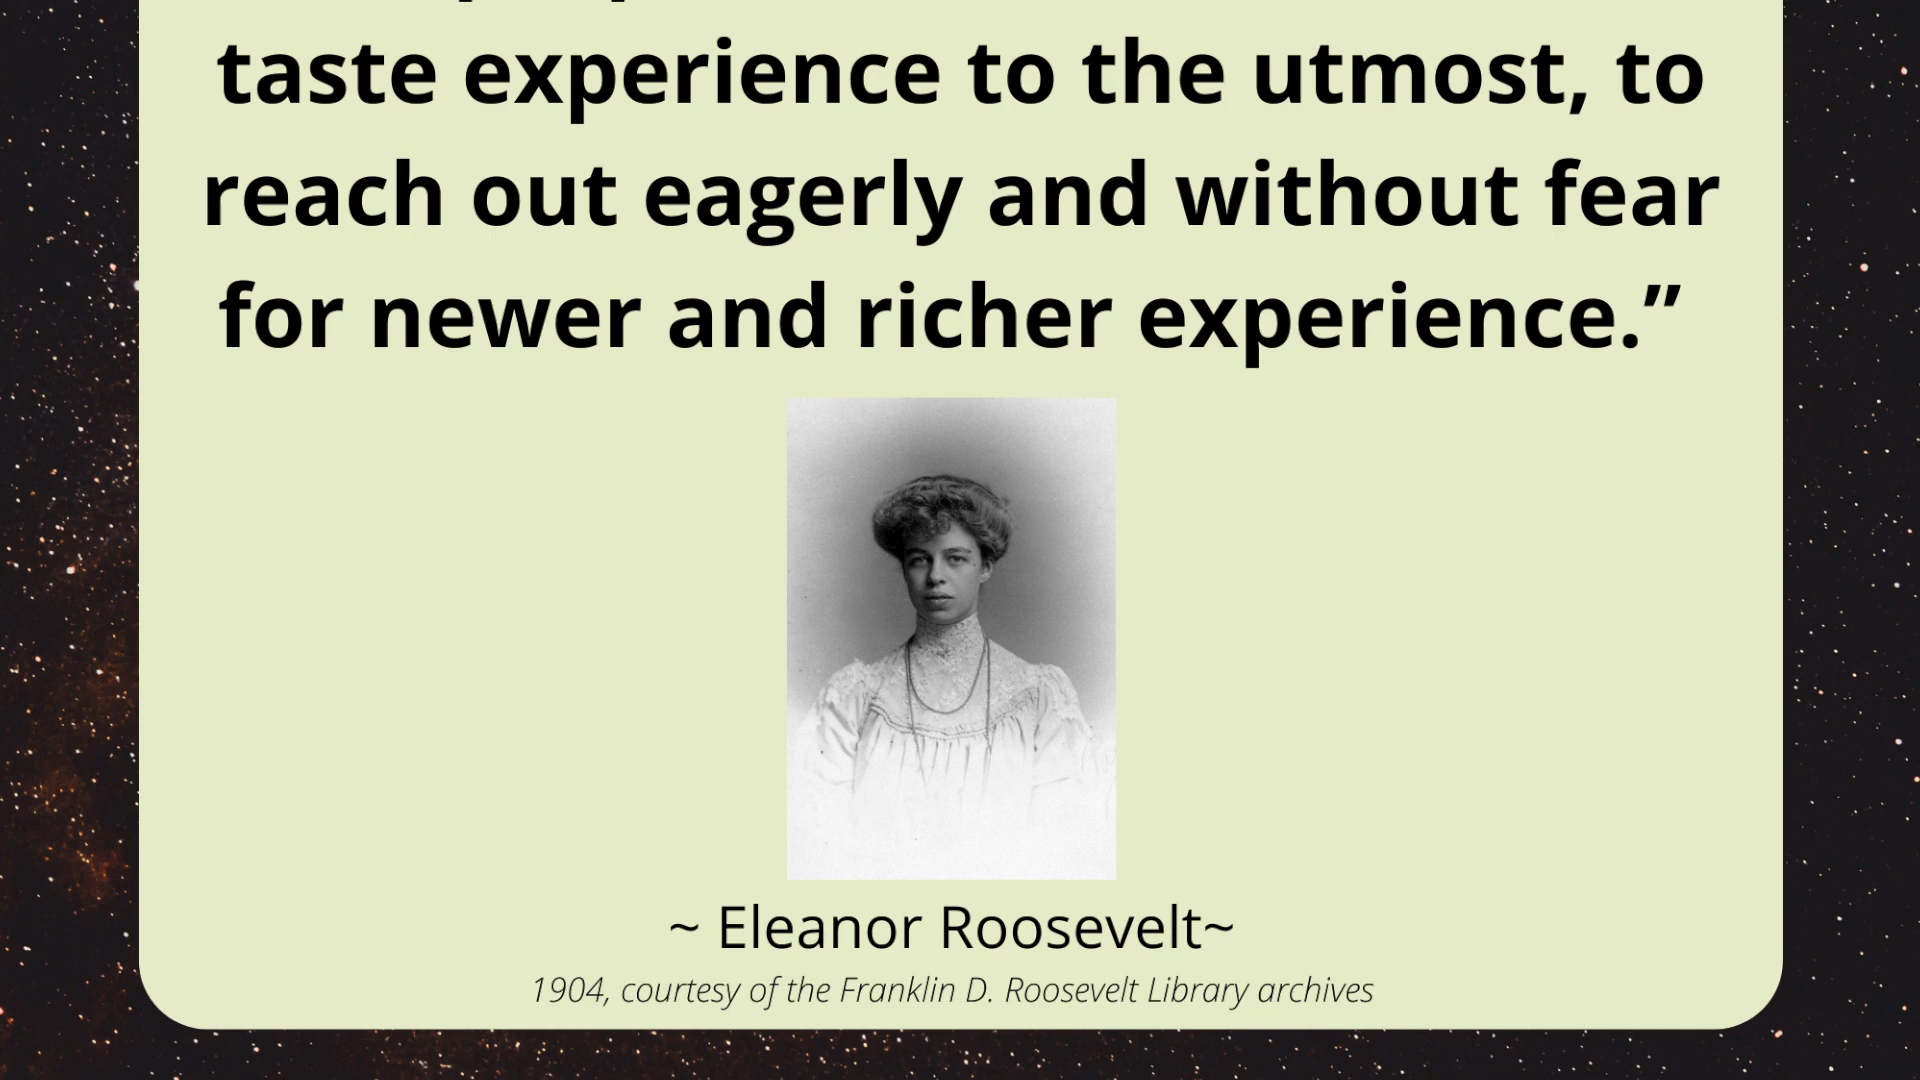 taste experience to the utmost, to
reach out eagerly and without fear
for newer and richer experience.”
~ Eleanor Roosevelt~
1904, courtesy of the Franklin D. Roosevelt Library archives